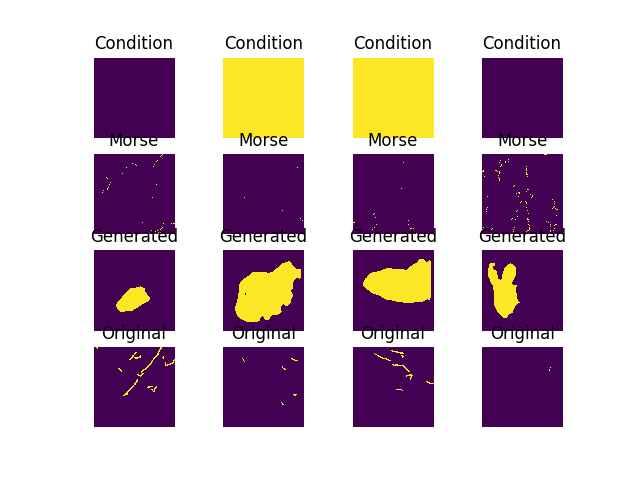 Condition Condition Condition Condition
Morse Morse Morse Morse
Generated Generated Generated Generated
Original Original Original Original